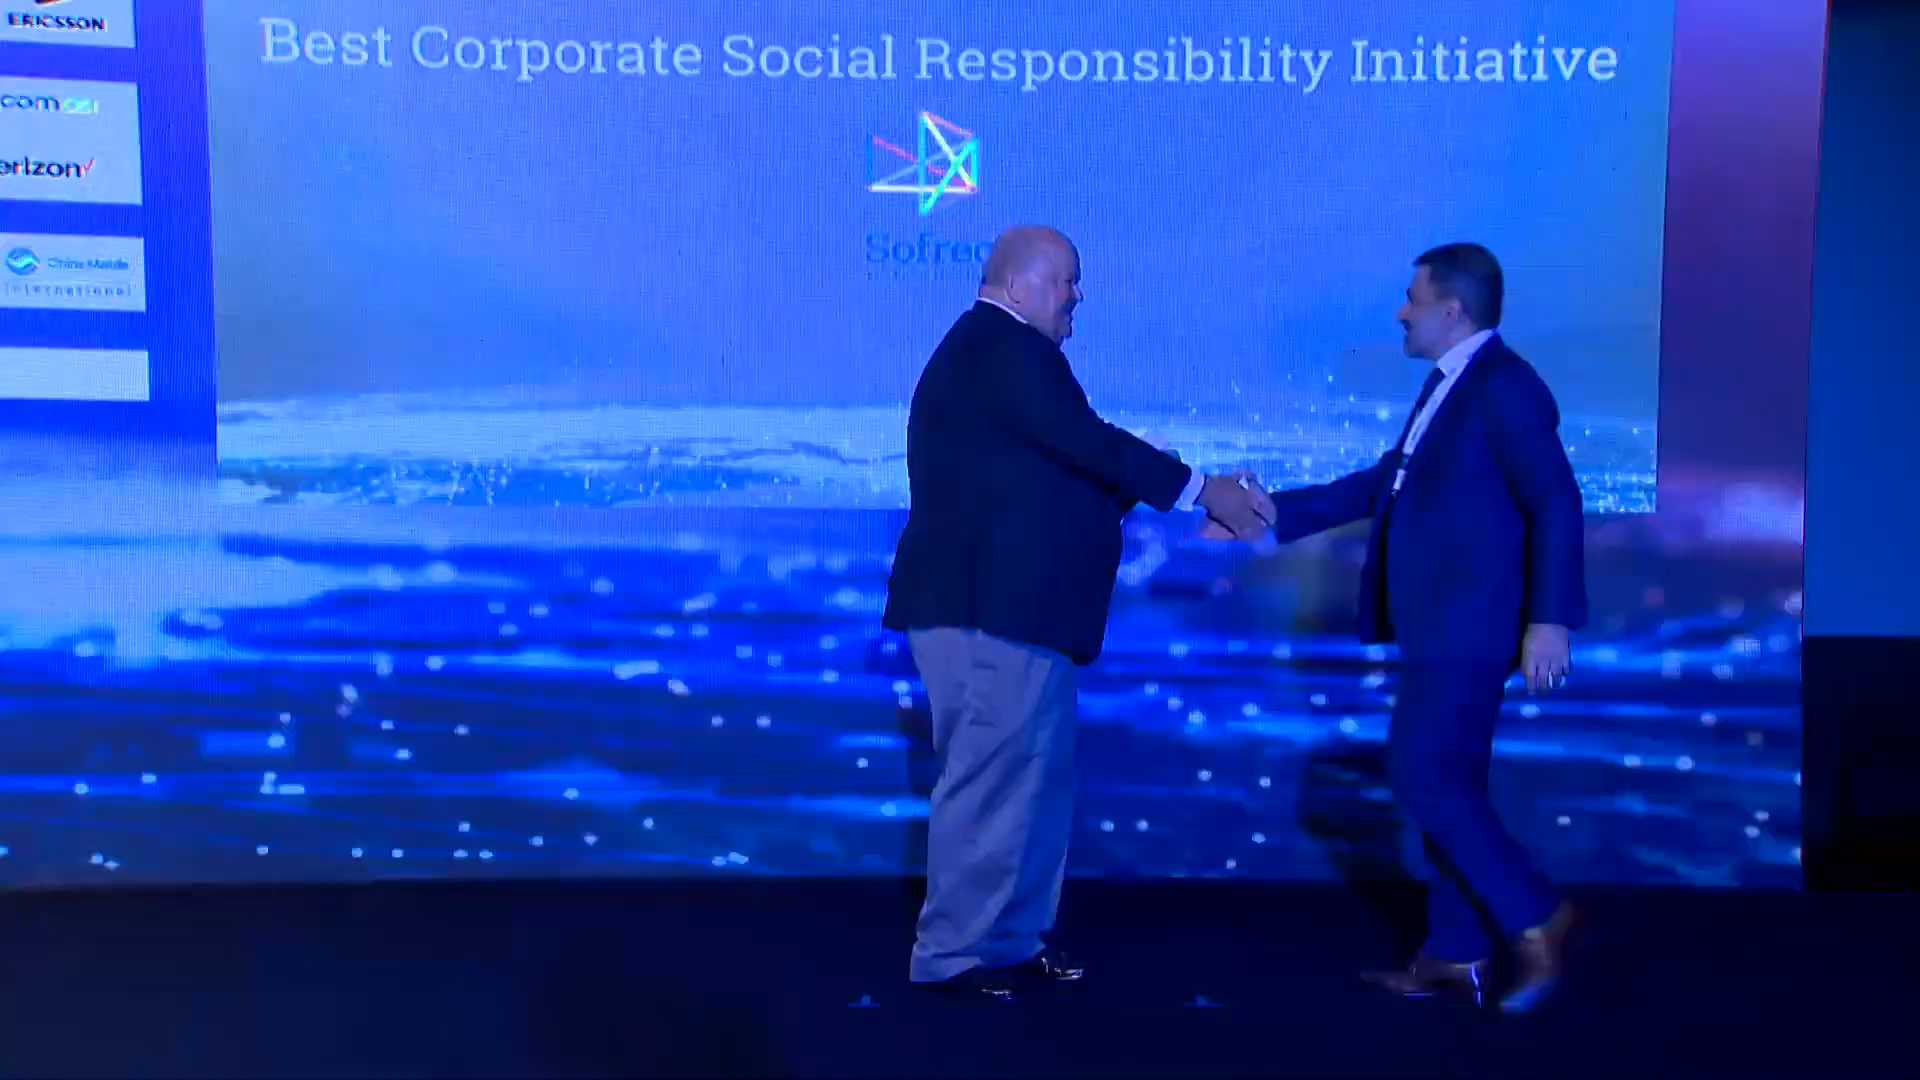 ERICSSON
Best Corporate Social Responsibility Initiative
com
erizon
Sofrec
China Mobile
International